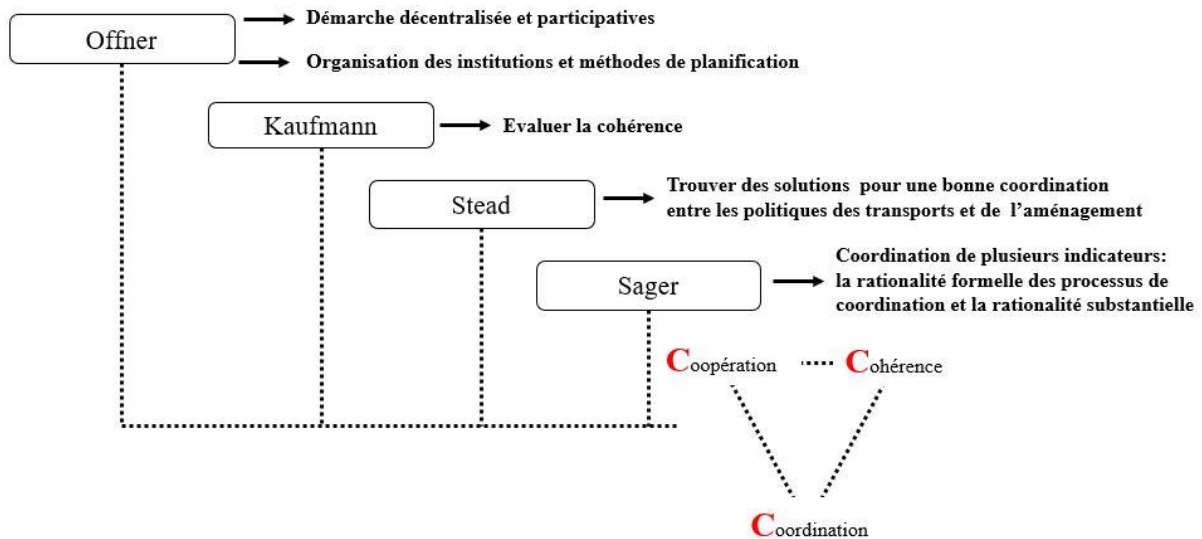 Offner
Démarche décentralisée et participatives
Organisation des institutions et méthodes de planification
Kaufmann
Evaluer la cohérence
Stead
Trouver des solutions pour une bonne coordination
entre les politiques des transports et de l'aménagement
Sager
Coordination de plusieurs indicateurs:
la rationalité formelle des processus de
coordination et la rationalité substantielle
Coopération
Cohérence
Coordination